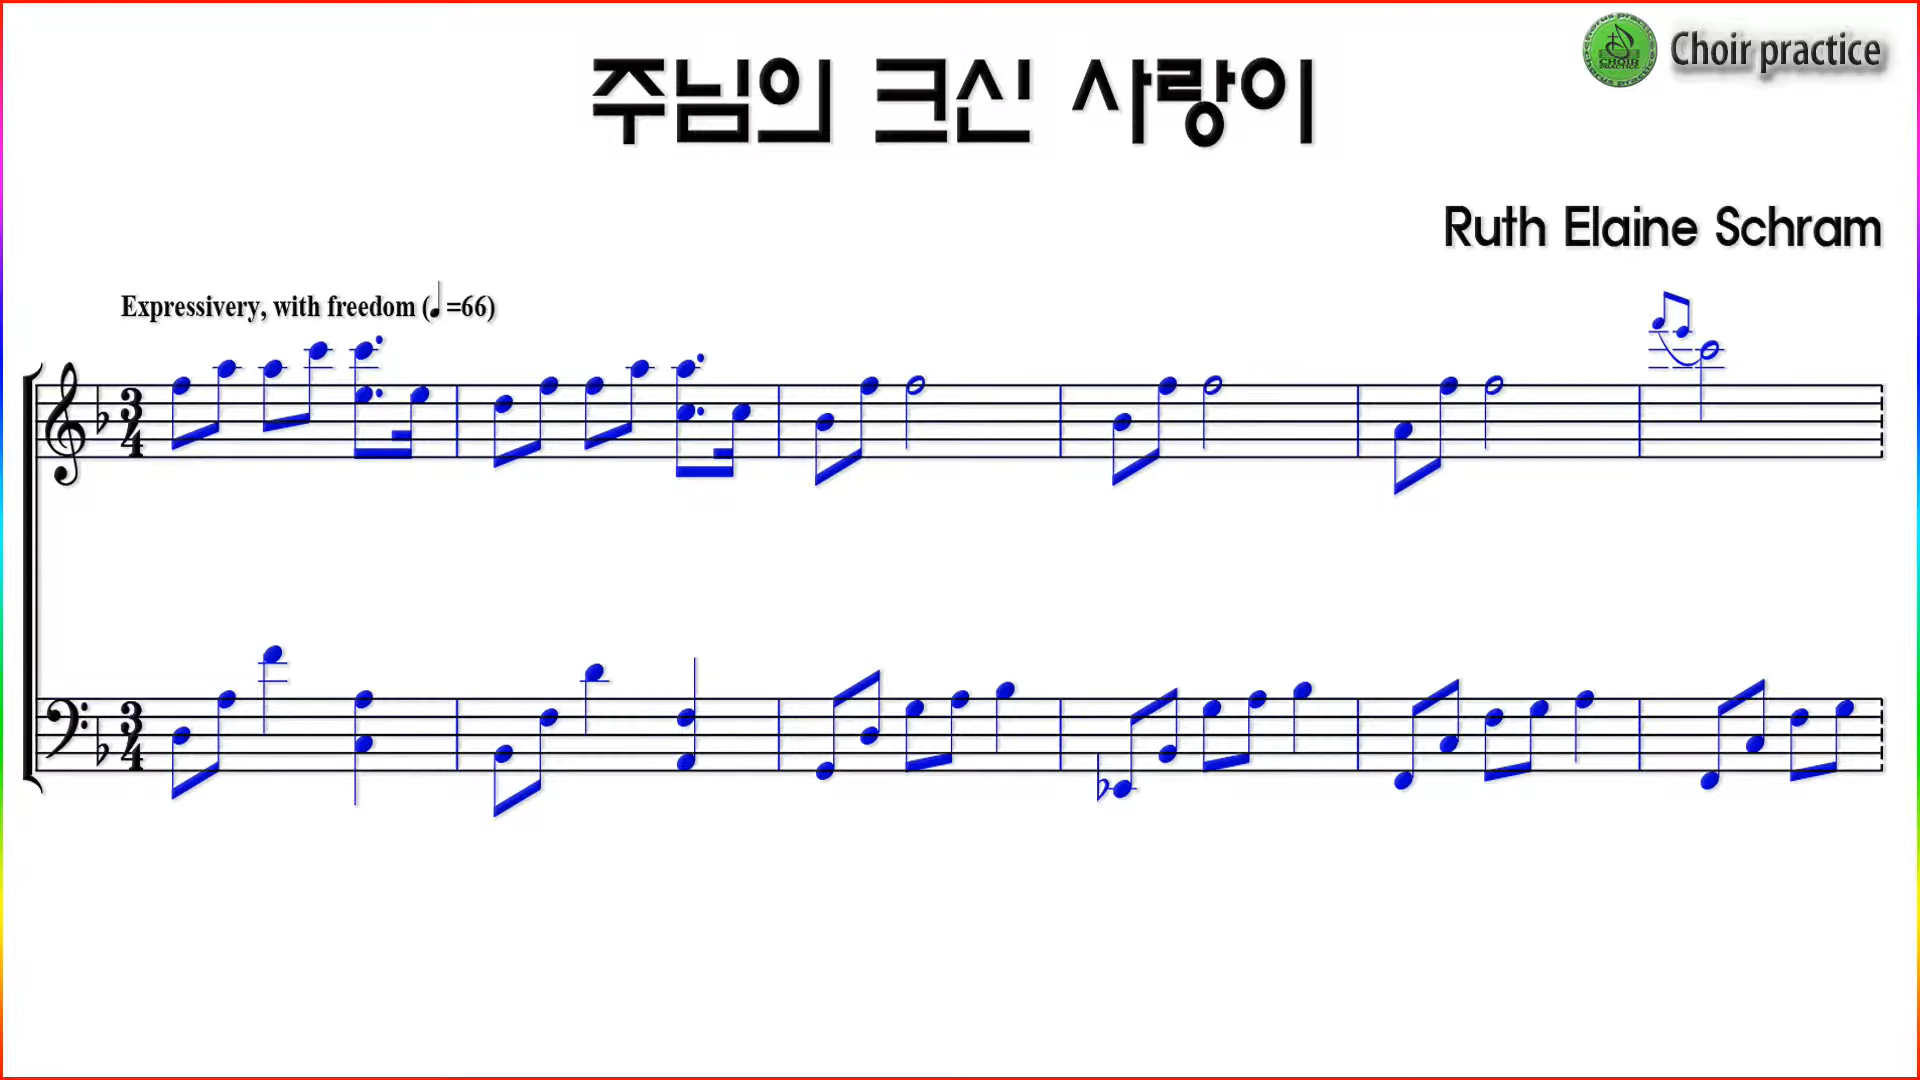 Choir practice
주님의 크신 사랑이
Ruth Elaine Schram
Expressivery, with freedom (♩=66)